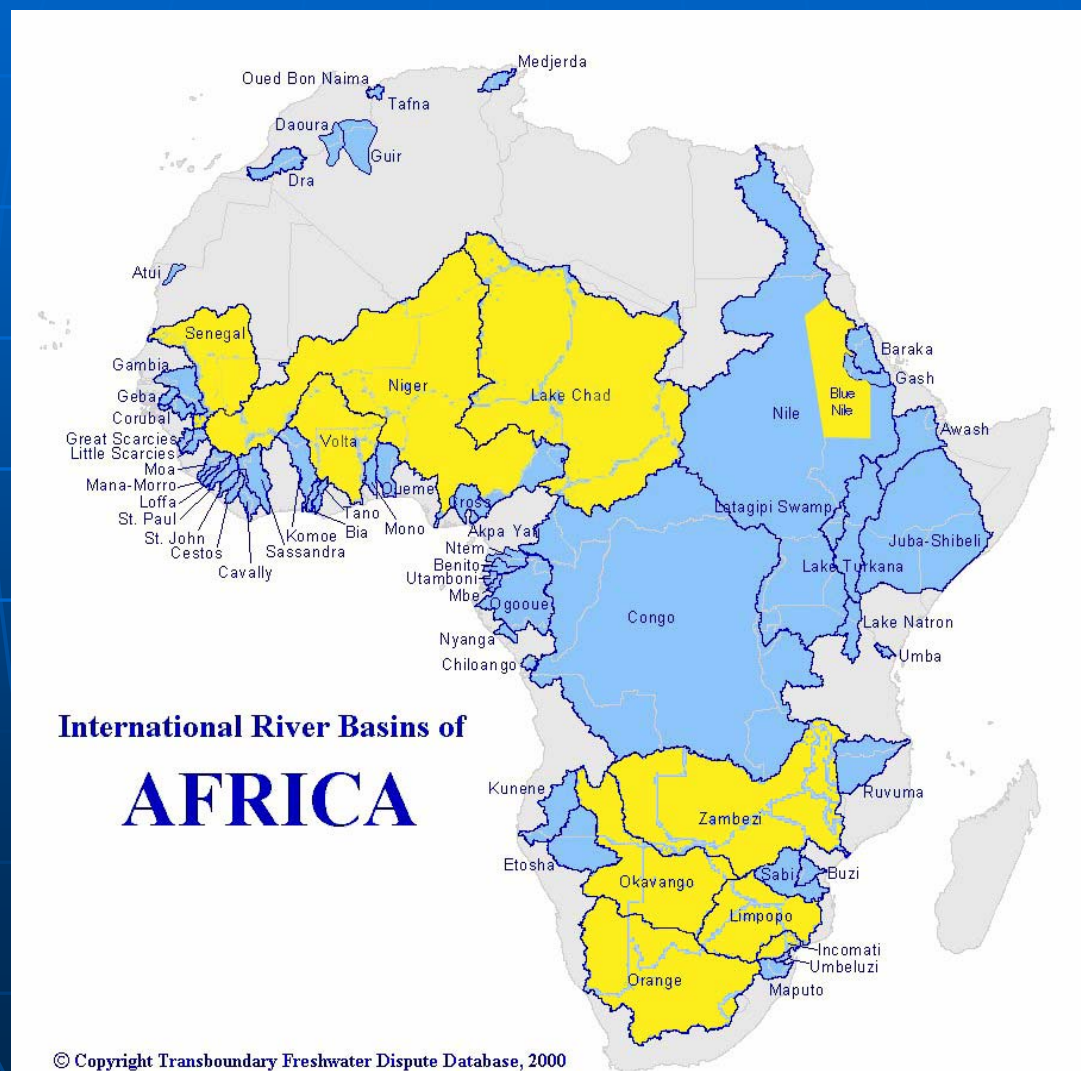 Medjerda
Oued Bon Naima
Tafna
Daoura
Guir
Dra
Atui
Senegal
Gambia
Geba
Corubal
Great Scarcies
Little Scarcies
Moa
Mana-Morro
Loffa
St. Paul
St. John
Cestos
Cavally
Sassandra
Komoe
Bia
Tano
Mono
Volta
Oueme
Niger
Lake Chad
Cross
Akpa Yafi
Ntem
Benito
Utamboni
Mbe
Ogooue
Nyanga
Chiloango
Congo
Nile
Blue
Nile
Baraka
Gash
Awash
Lotagipi Swamp
Juba-Shibeli
Lake Turkana
Lake Natron
Umba
International River Basins of
AFRICA
Kunene
Etosha
Zambezi
Ruvuma
Okavango
Sabi
Buzi
Limpopo
Incomati
Umbeluzi
Maputo
Orange
© Copyright Transboundary Freshwater Dispute Database, 2000